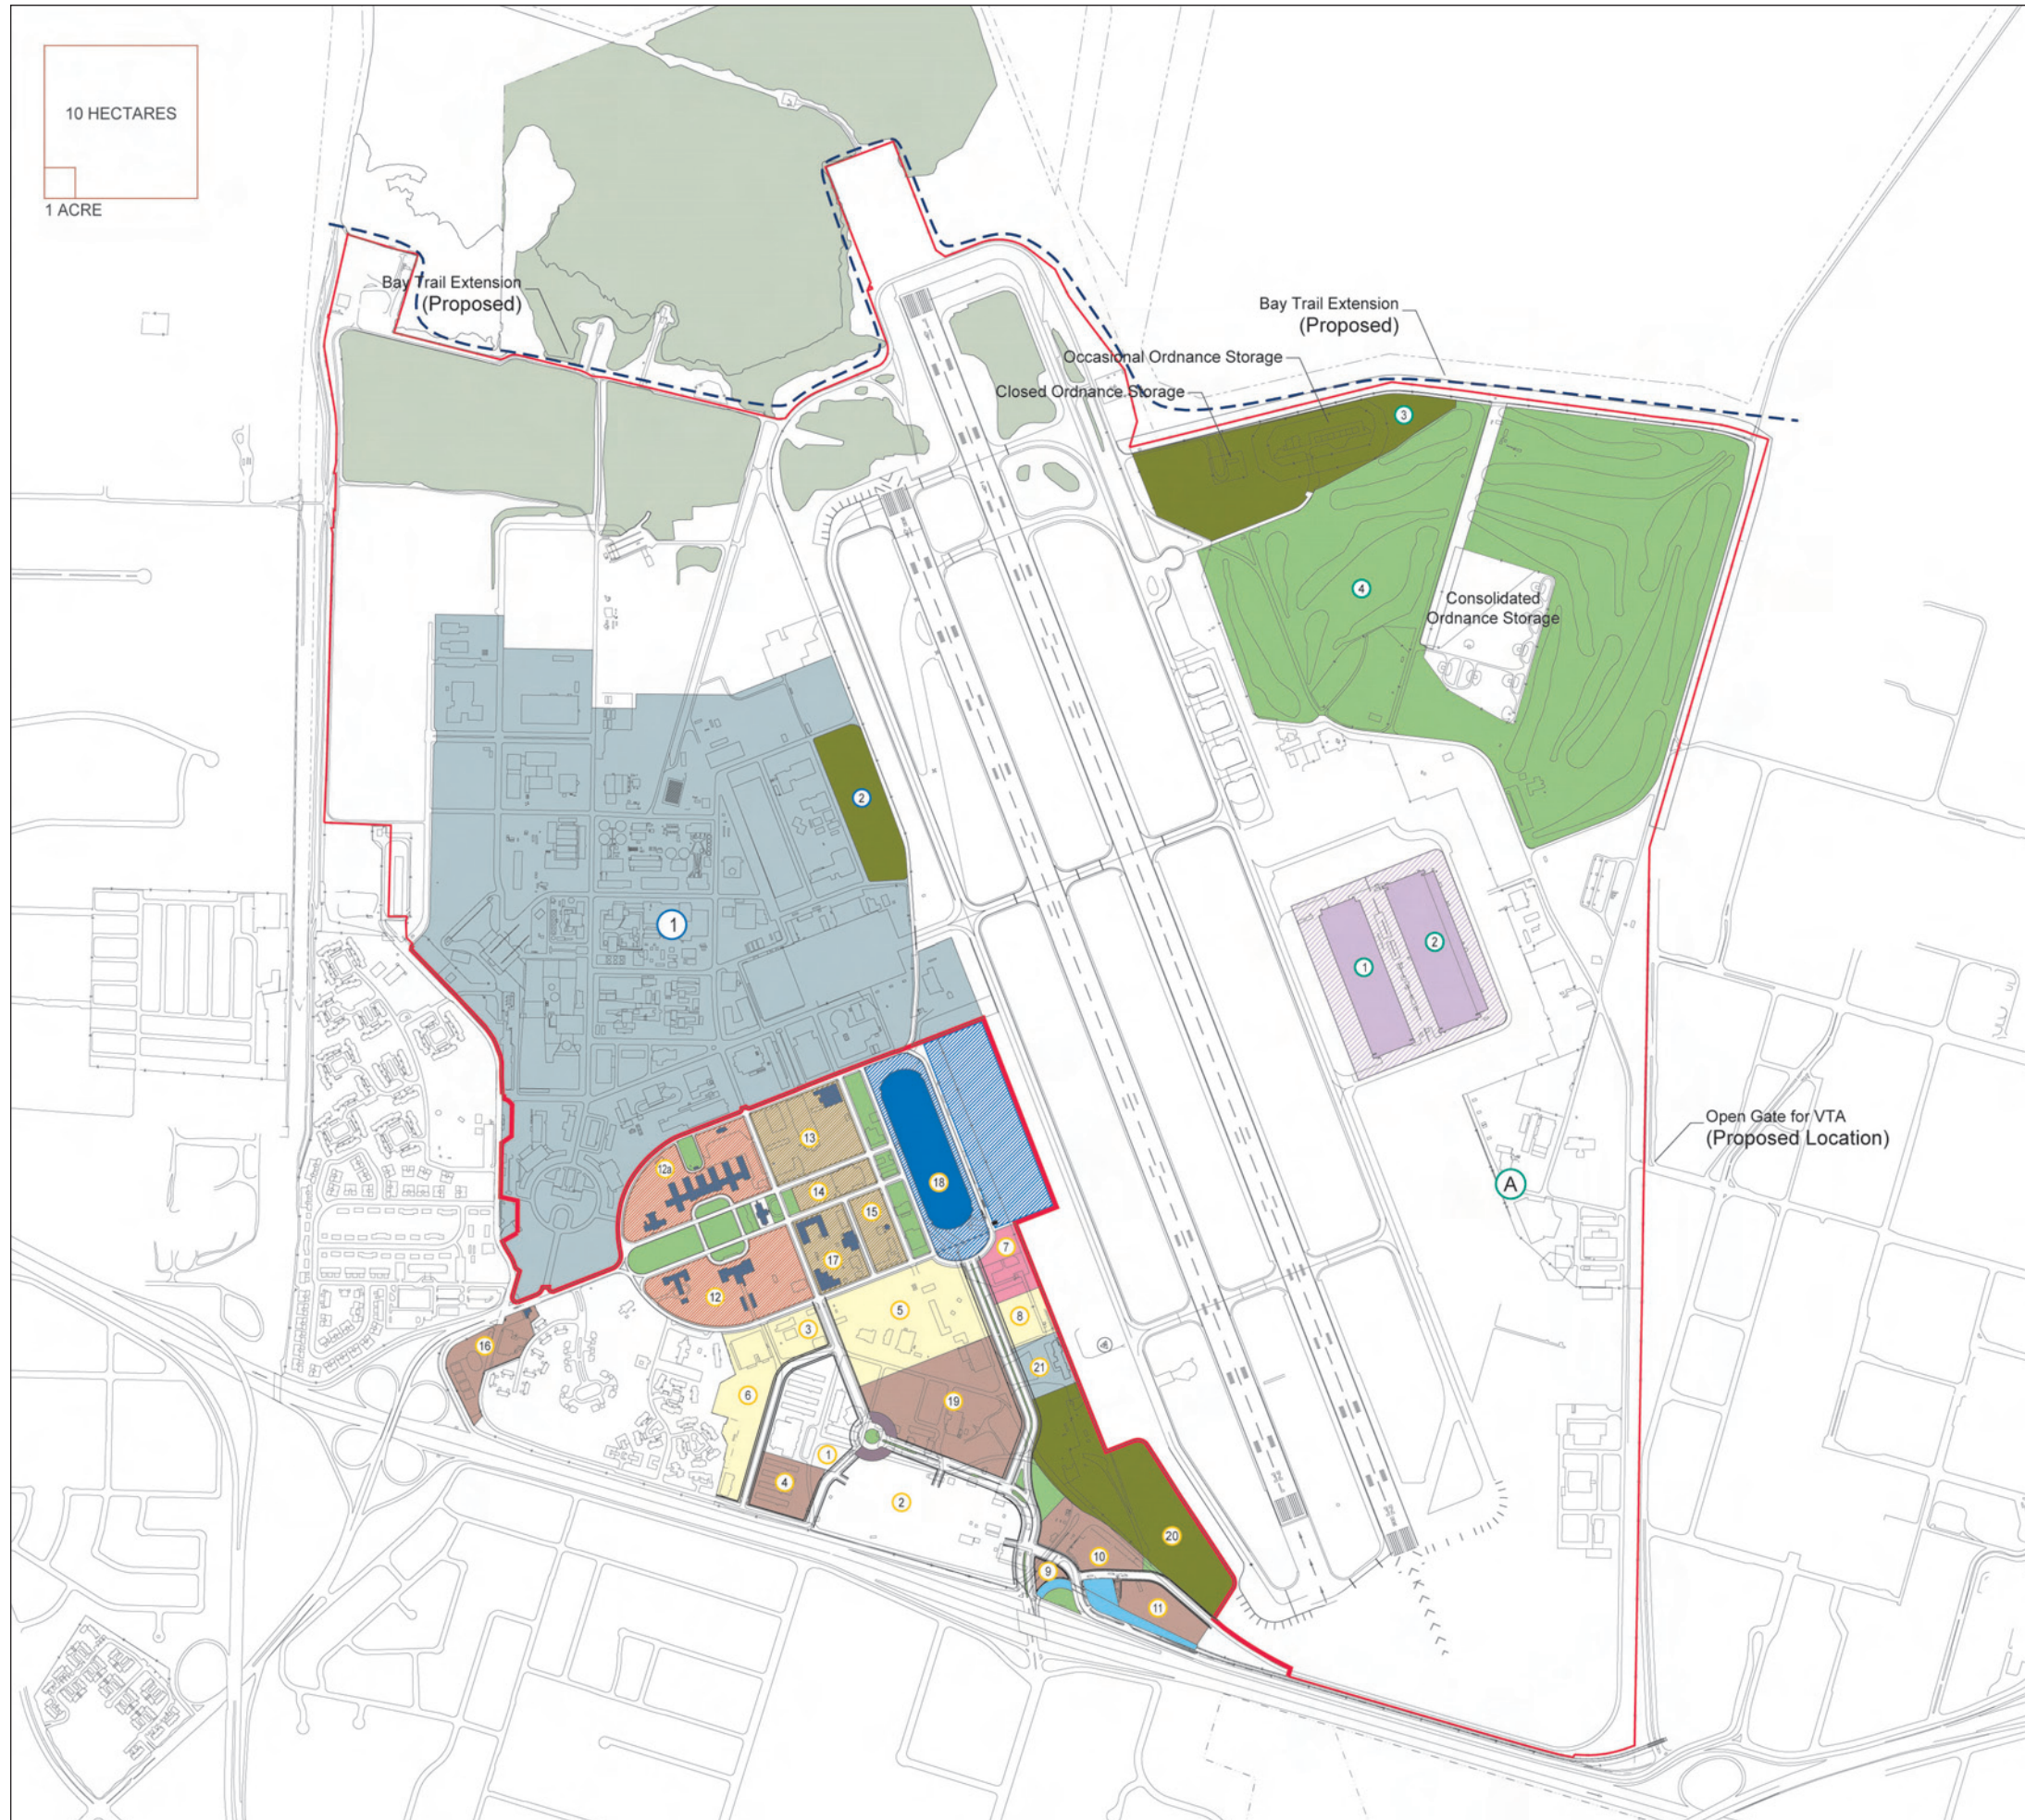 10 HECTARES
1 ACRE
Bay Trail Extension
(Proposed)
Bay Trail Extension
(Proposed)
Occasional Ordnance Storage
Closed Ordnance Storage
3
4
Consolidated
Ordnance Storage
2
1
1
2
Open Gate for VTA
(Proposed Location)
A
13
12a
14
18
15
17
7
12
5
8
3
16
21
6
19
1
4
2
20
10
9
11